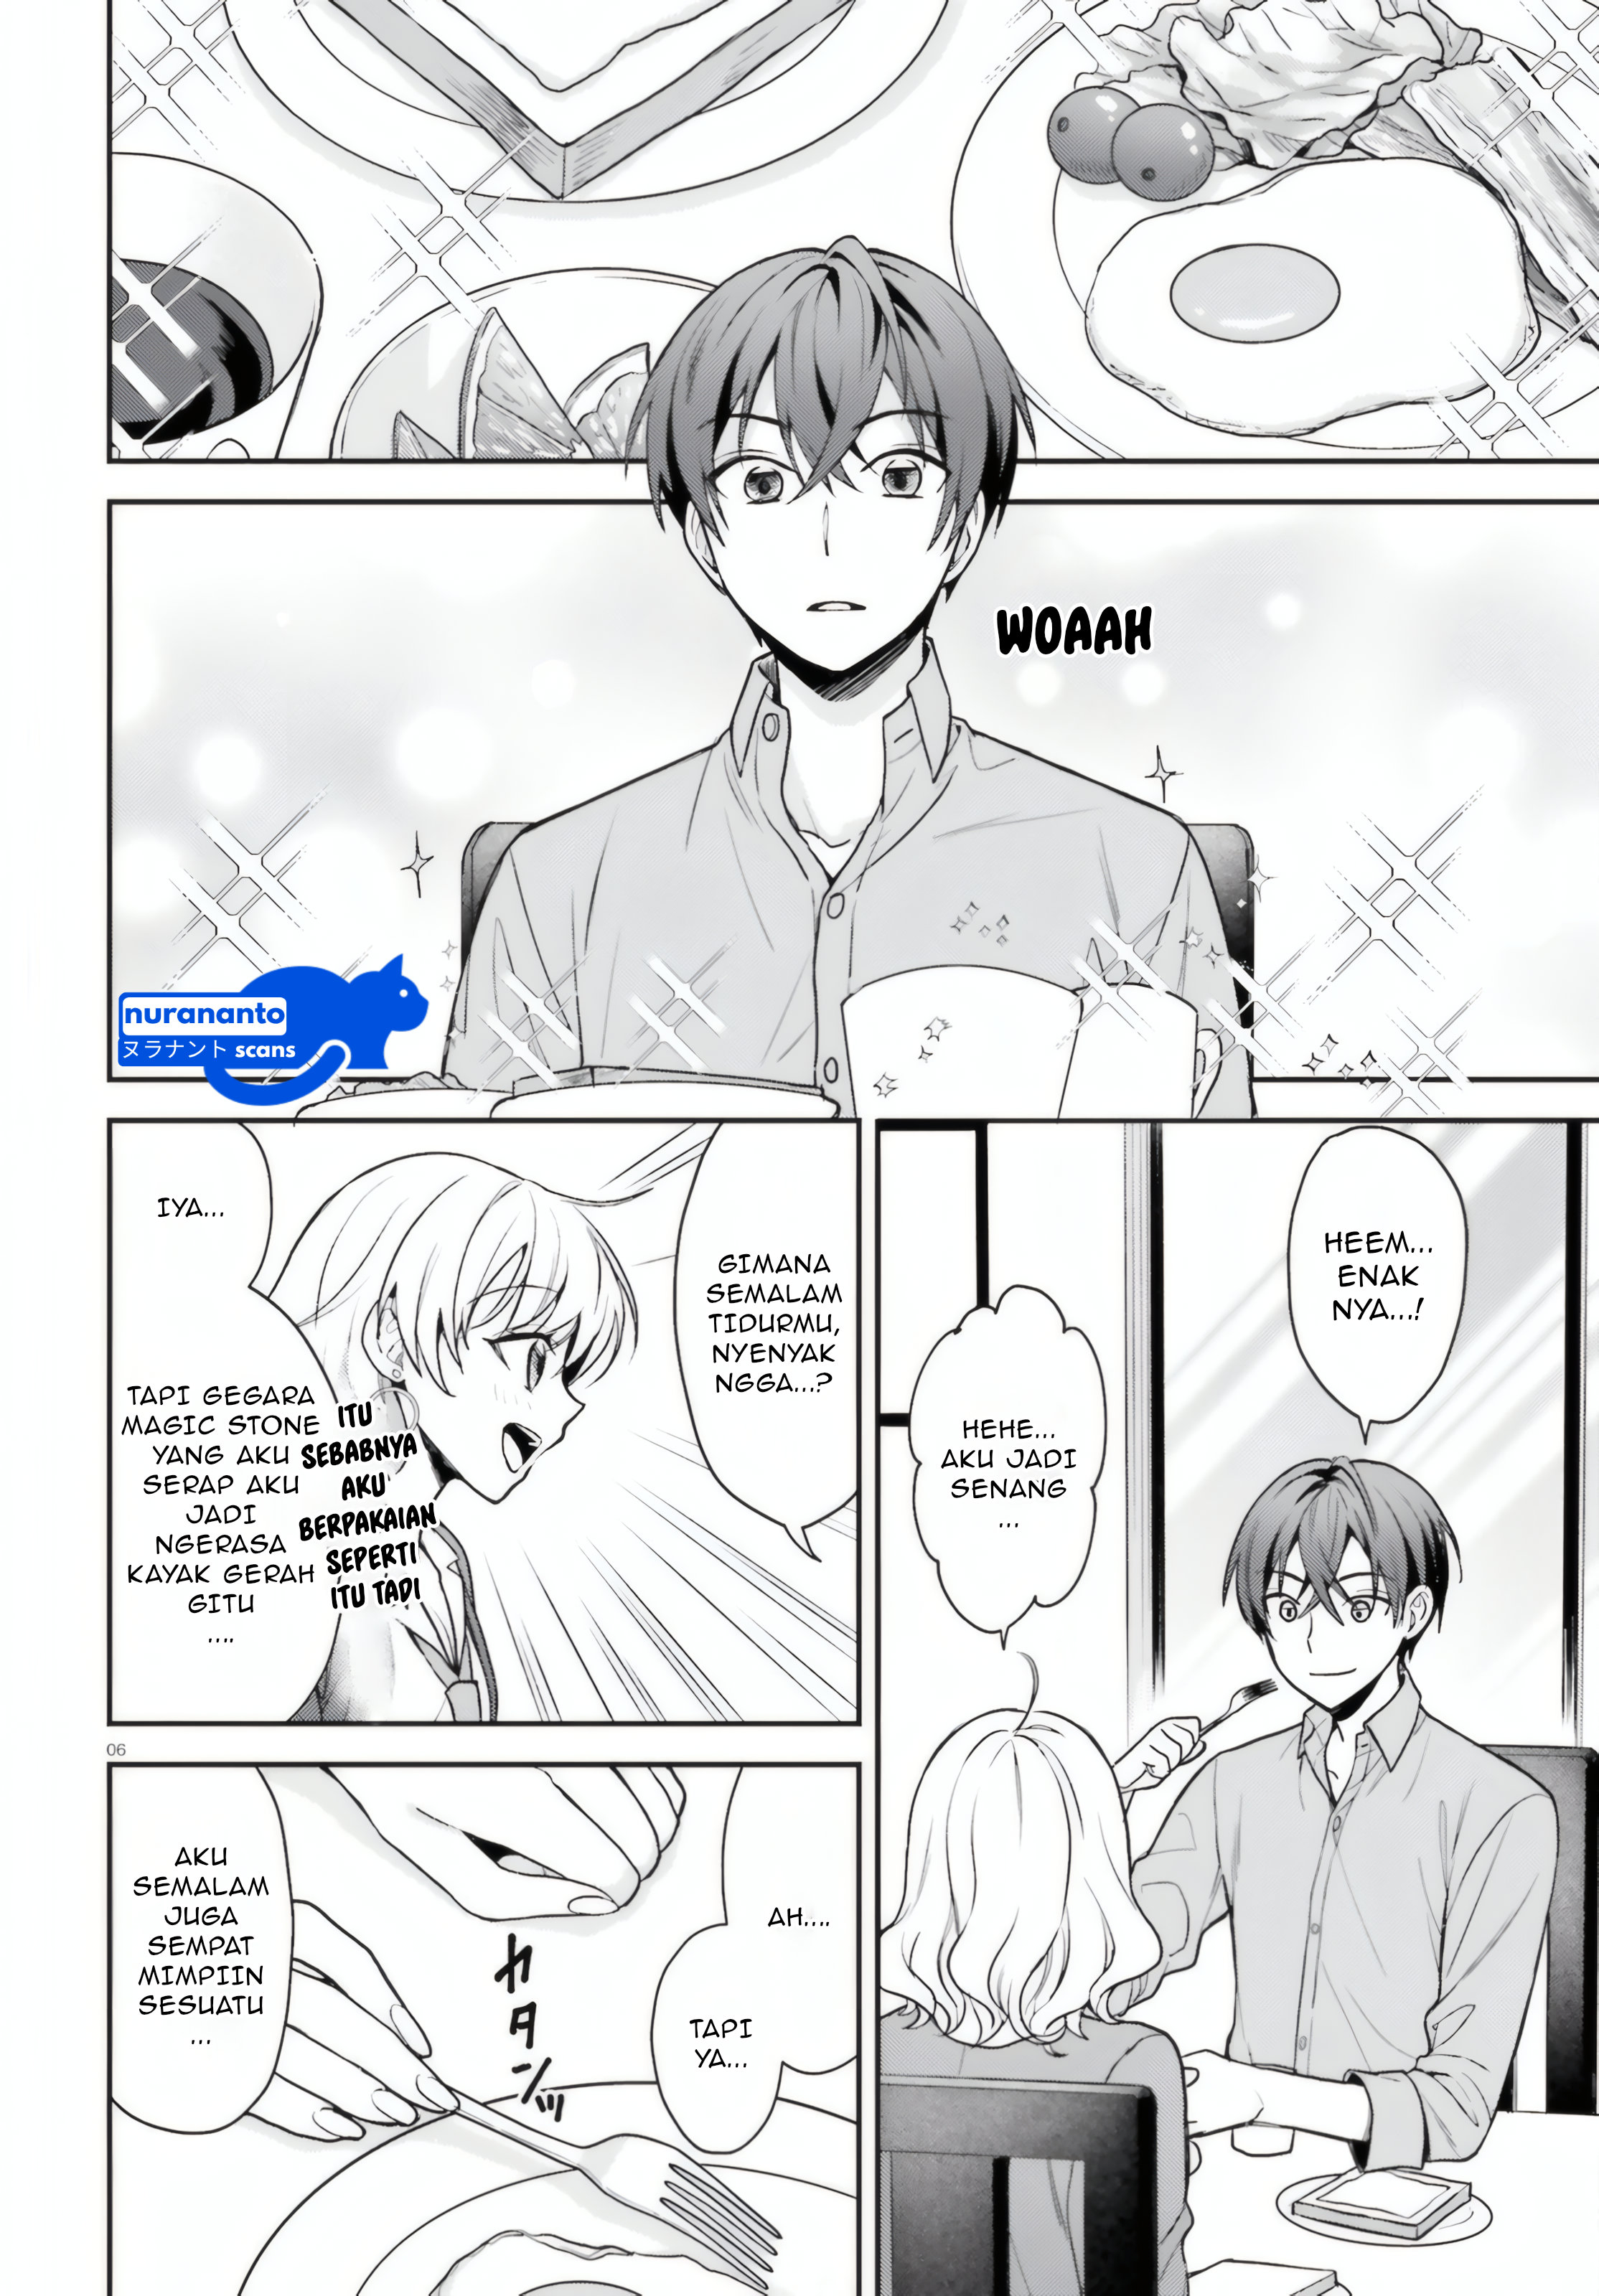 WOAAH
nurananto
ヌラナント scans
HEEM...
ENAK
NYA...!
HEHE...
AKU JADI
SENANG
...
GIMANA
SEMALAM
TIDURMU,
NYENYAK
NGGA...?
IYA...
TAPI GEGARA
MAGIC STONE
YANG AKU
SERAP AKU
JADI
NGERASA
KAYAK GERAH
GITU
....
ITU
SEBABNYA
AKU
BERPAKAIAN
SEPERTI
ITU TADI
06
AH....
TAPI
YA...
カタンッ
AKU
SEMALAM
JUGA
SEMPAT
MIMPIIN
SESUATU
...